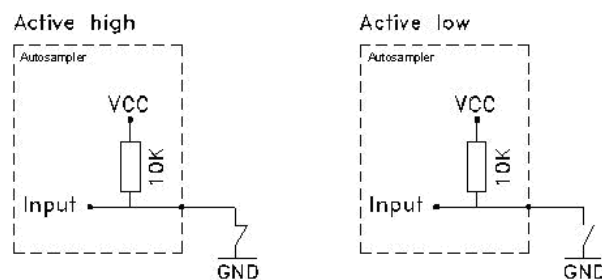 Active high
Active low
Autosampler
Autosampler
VCC
VCC
10K
10K
Input
Input
GND
GND